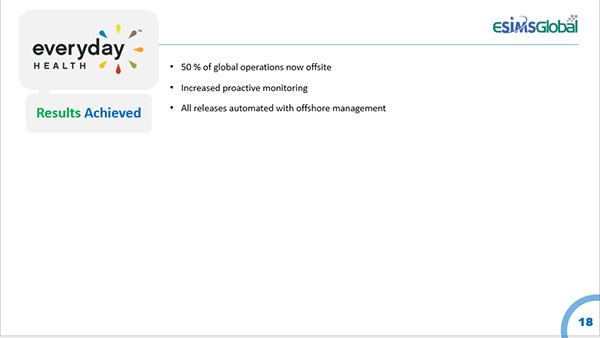 everyday™
HEALTH
ESiMSGlobal
Results Achieved
• 50 % of global operations now offsite
• Increased proactive monitoring
• All releases automated with offshore management
18